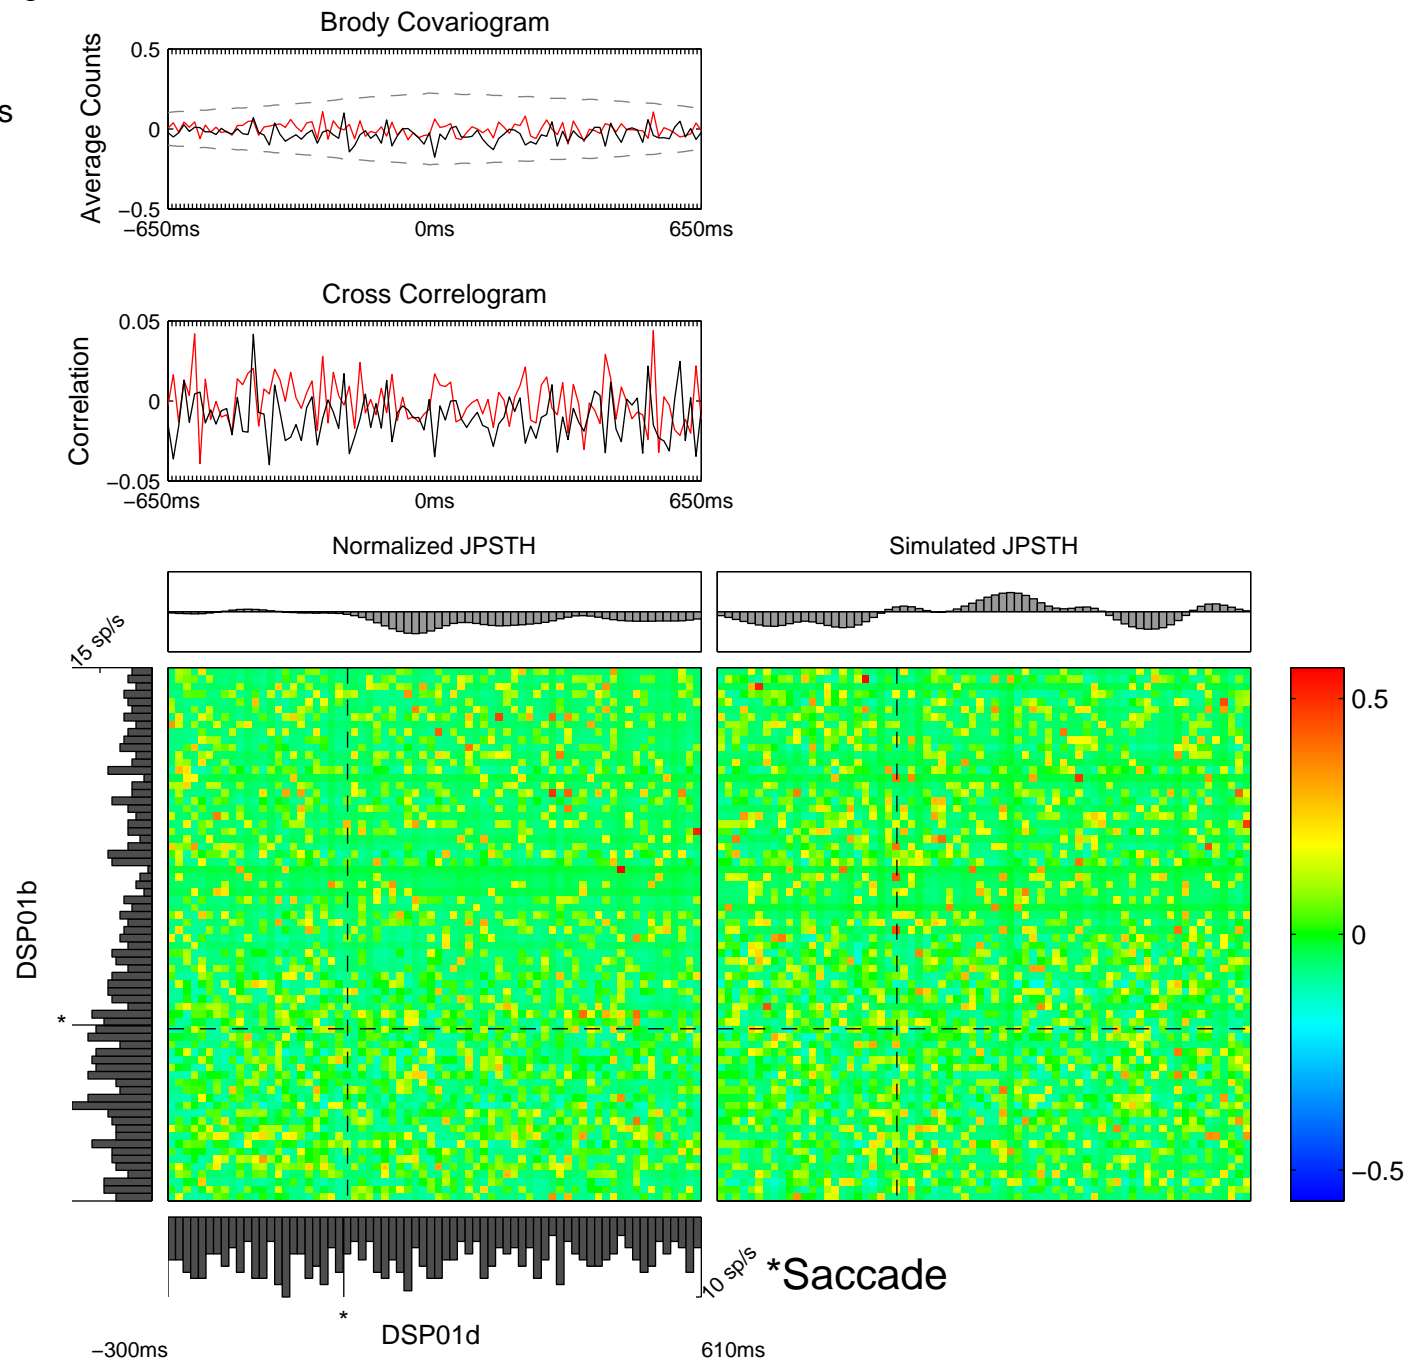 Brody Covariogram
Average Counts
0.5
0
−0.5
−650ms
0ms
650ms
s
Cross Correlogram
Correlation
0.05
0
−0.05
−650ms
0ms
650ms
Normalized JPSTH
Simulated JPSTH
15 sp/s
DSP01b
*
0.5
0
−0.5
10 sp/s
*Saccade
*
DSP01d
−300ms
610ms